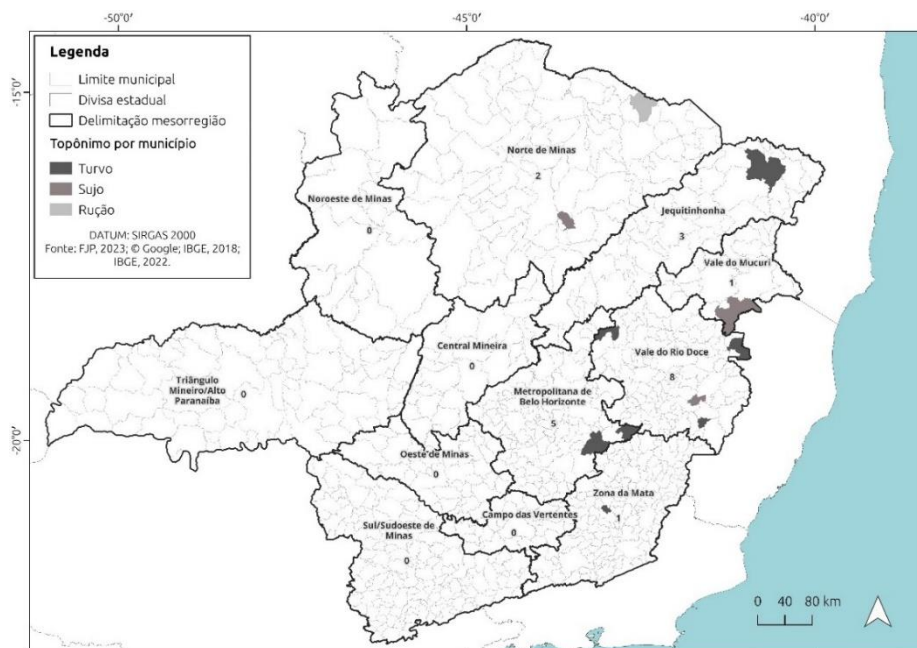 -50°0′
-45°0′
-40°0′
-15°0′
-20°0′
Legenda
Limite municipal
Divisa estadual
Delimitação mesorregião
Topônimo por município
Turvo
Sujo
Rução
DATUM: SIRGAS 2000
Fonte: FJP, 2023; © Google; IBGE, 2018;
IBGE, 2022.
Norte de Minas
2
Noroeste de Minas
0
Jequitinhonha
3
Vale do Mucuri
1
Central Mineira
0
Vale do Rio Doce
8
Triângulo
Mineiro/Alto
Paranaíba
0
Metropolitana de
Belo Horizonte
5
Oeste de Minas
0
Zona da Mata
1
Campo das Vertentes
0
Sul/Sudoeste de
Minas
0
0 40 80 km